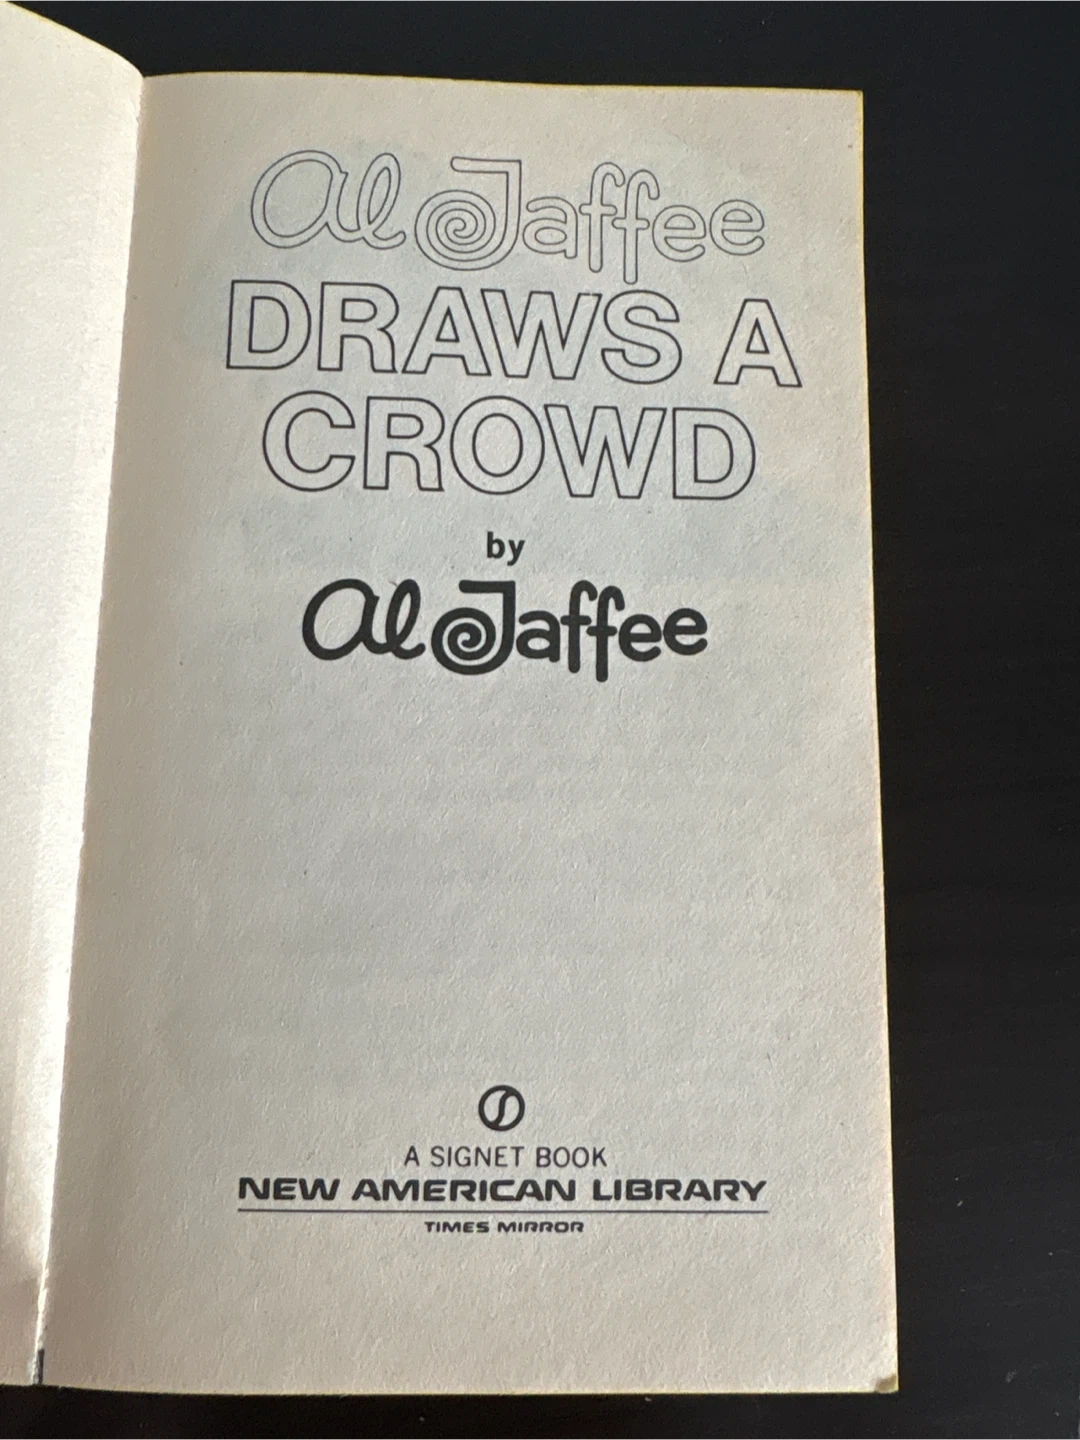 Al Jaffee
DRAWS A
CROWD
by
Al Jaffee
A SIGNET BOOK
NEW AMERICAN LIBRARY
TIMES MIRROR